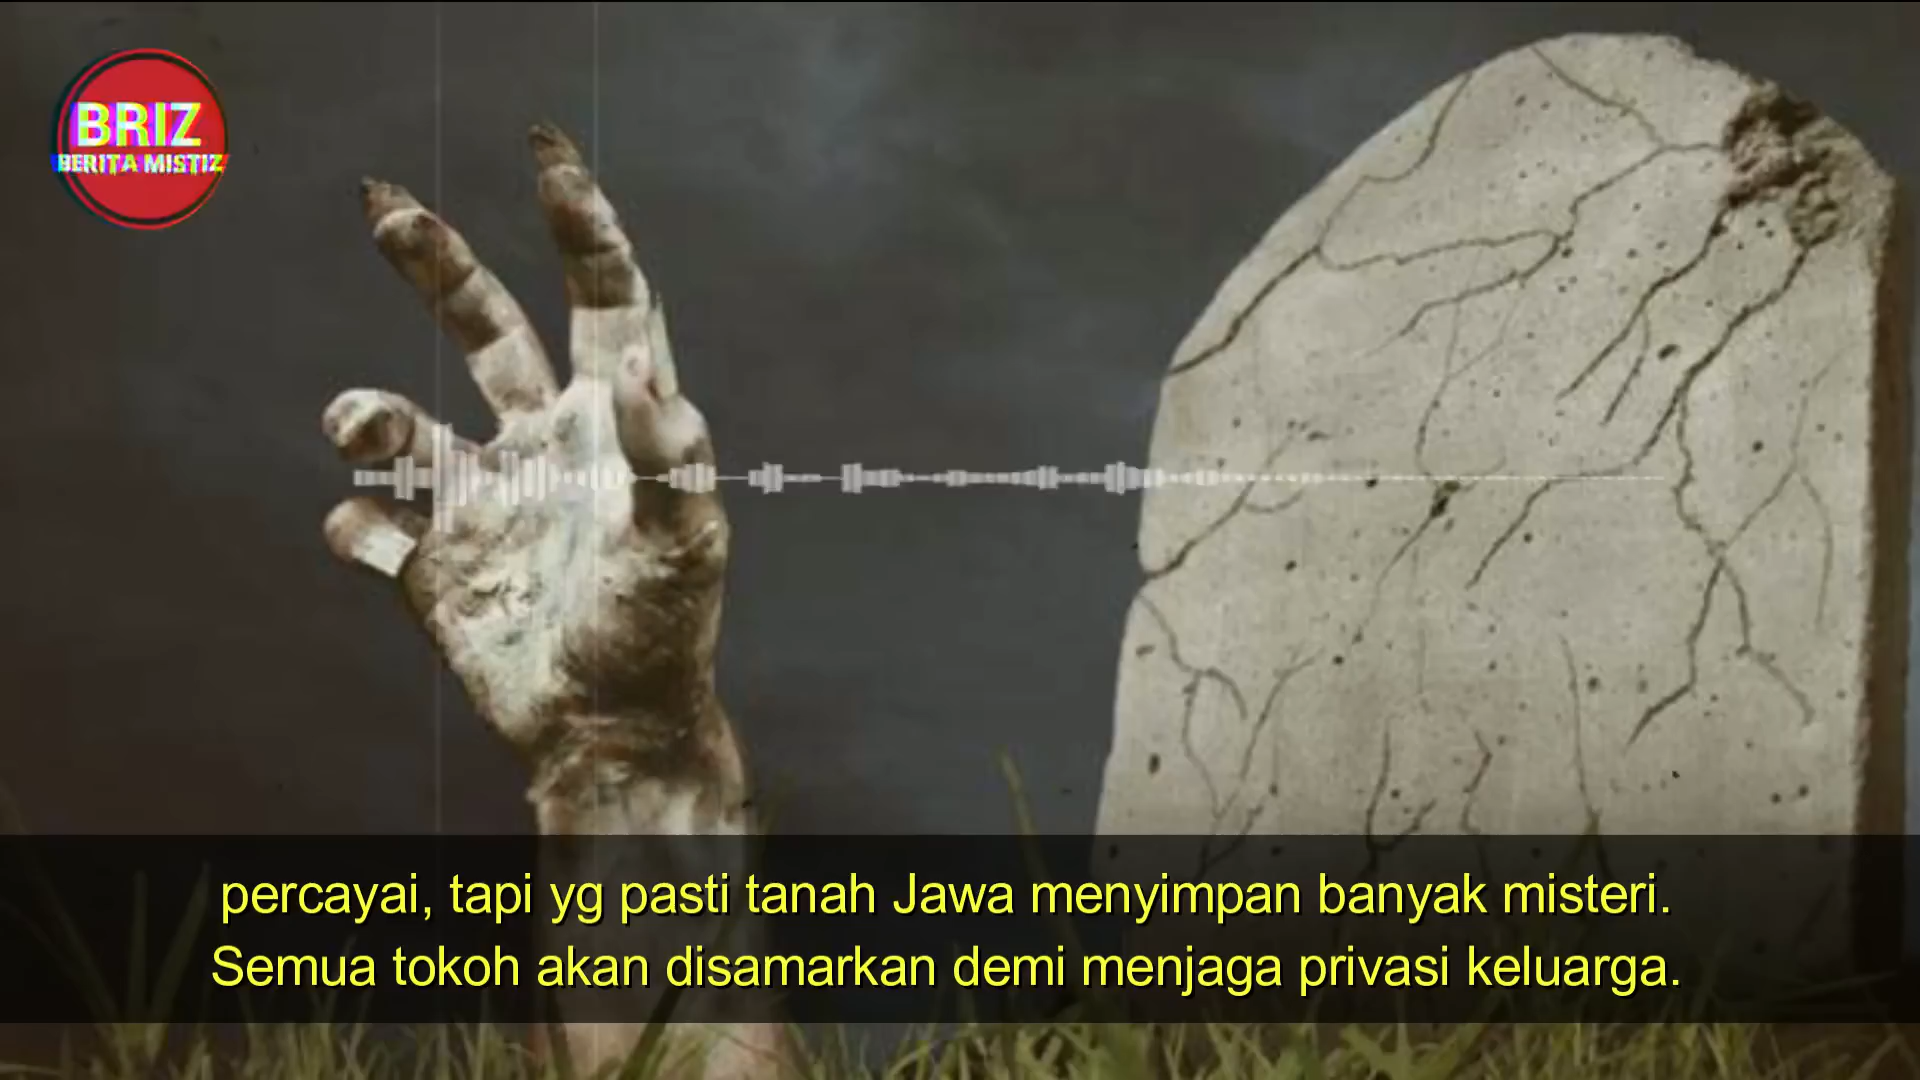 BRIZ
BERITA MISTIZ
percayai, tapi yg pasti tanah Jawa menyimpan banyak misteri.
Semua tokoh akan disamarkan demi menjaga privasi keluarga.